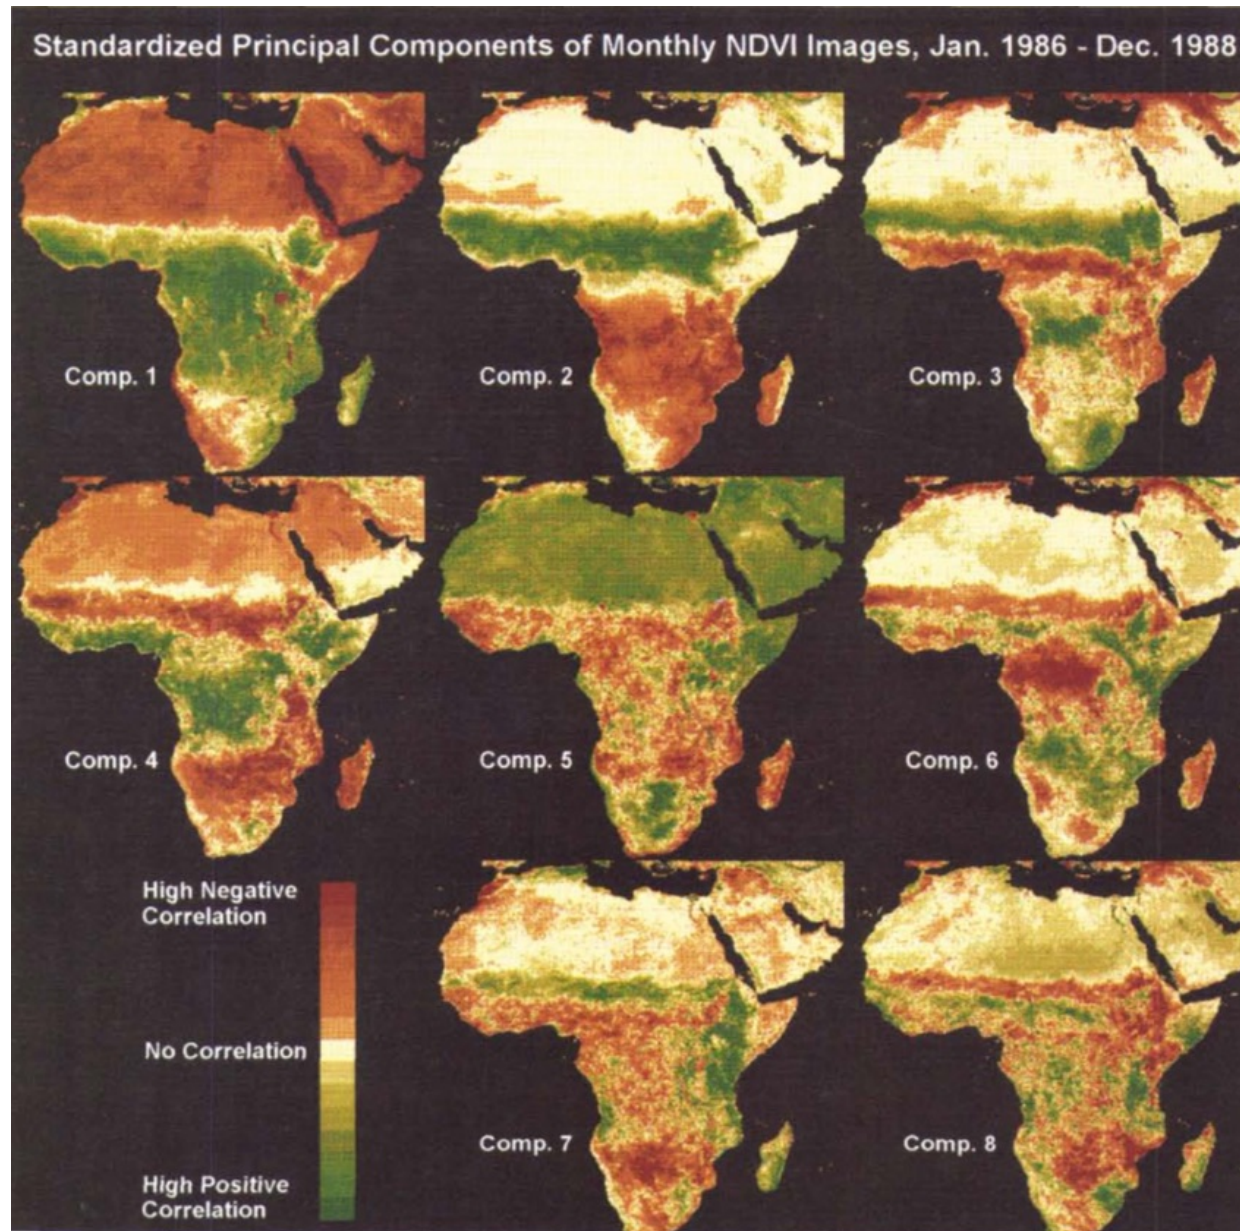 Standardized Principal Components of Monthly NDVI Images, Jan. 1986 - Dec. 1988
Comp. 1
Comp. 2
Comp. 3
Comp. 4
Comp. 5
Comp. 6
High Negative
Correlation
No Correlation
High Positive
Correlation
Comp. 7
Comp. 8